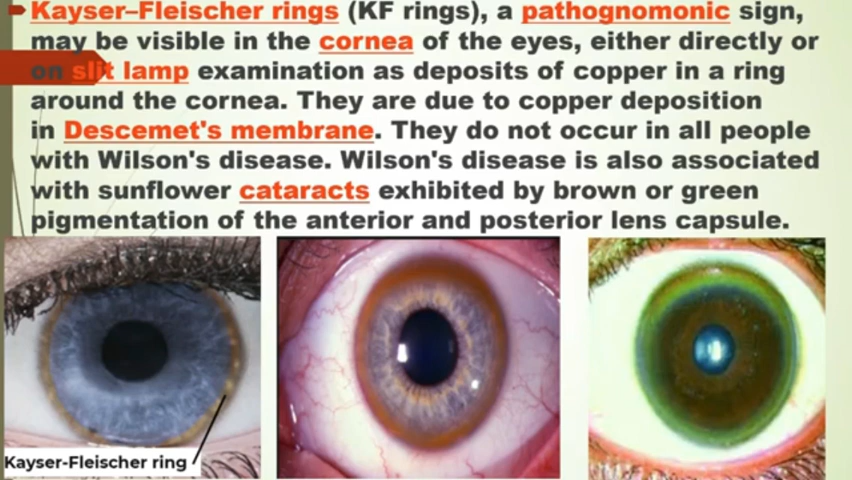 Kayser–Fleischer rings (KF rings), a pathognomonic sign,
may be visible in the cornea of the eyes, either directly or
on slit lamp examination as deposits of copper in a ring
around the cornea. They are due to copper deposition
in Descemet's membrane. They do not occur in all people
with Wilson's disease. Wilson's disease is also associated
with sunflower cataracts exhibited by brown or green
pigmentation of the anterior and posterior lens capsule.
Kayser-Fleischer ring